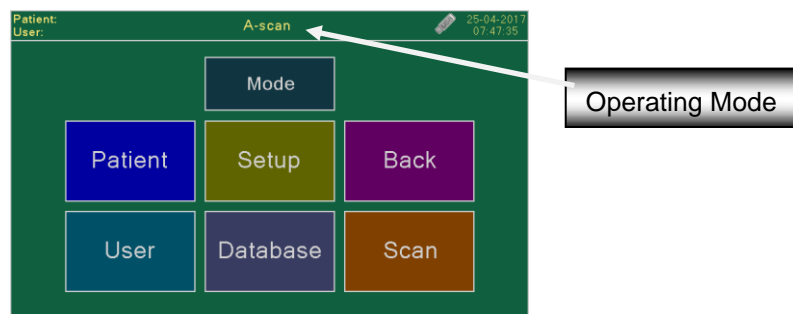 Patient:
A-scan
25-04-2017
User:
07:47:35
Mode
Operating Mode
Patient
Setup
Back
User
Database
Scan